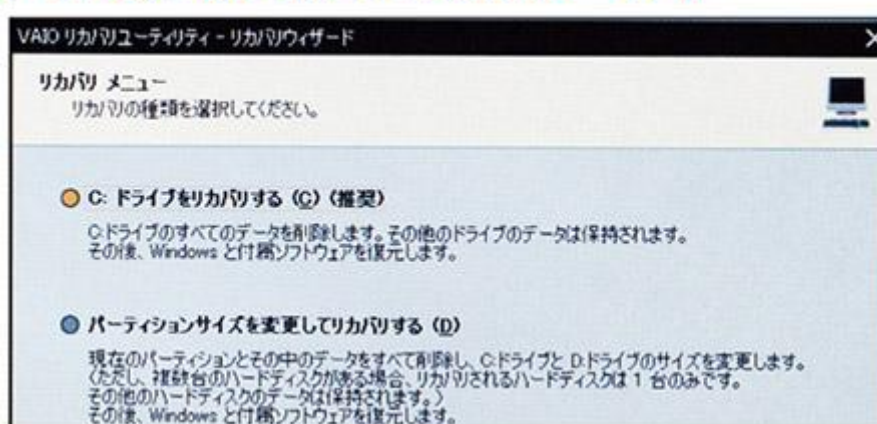 VAIO リカバリユーティリティ - リカバリウィザード
リカバリ メニュー
リカバリの種類を選択してください。
C: ドライブをリカバリする (C) (推奨)
C:ドライブのすべてのデータを削除します。その他のドライブのデータは保持されます。
その後、Windows と付属ソフトウェアを復元します。
パーティションサイズを変更してリカバリする (D)
現在のパーティションとその中のデータをすべて削除し、C:ドライブと D:ドライブのサイズを変更します。
(ただし、複数台のハードディスクがある場合、リカバリされるハードディスクは 1 台のみです。
その他のハードディスクのデータは保持されます。)
その後、Windows と付属ソフトウェアを復元します。